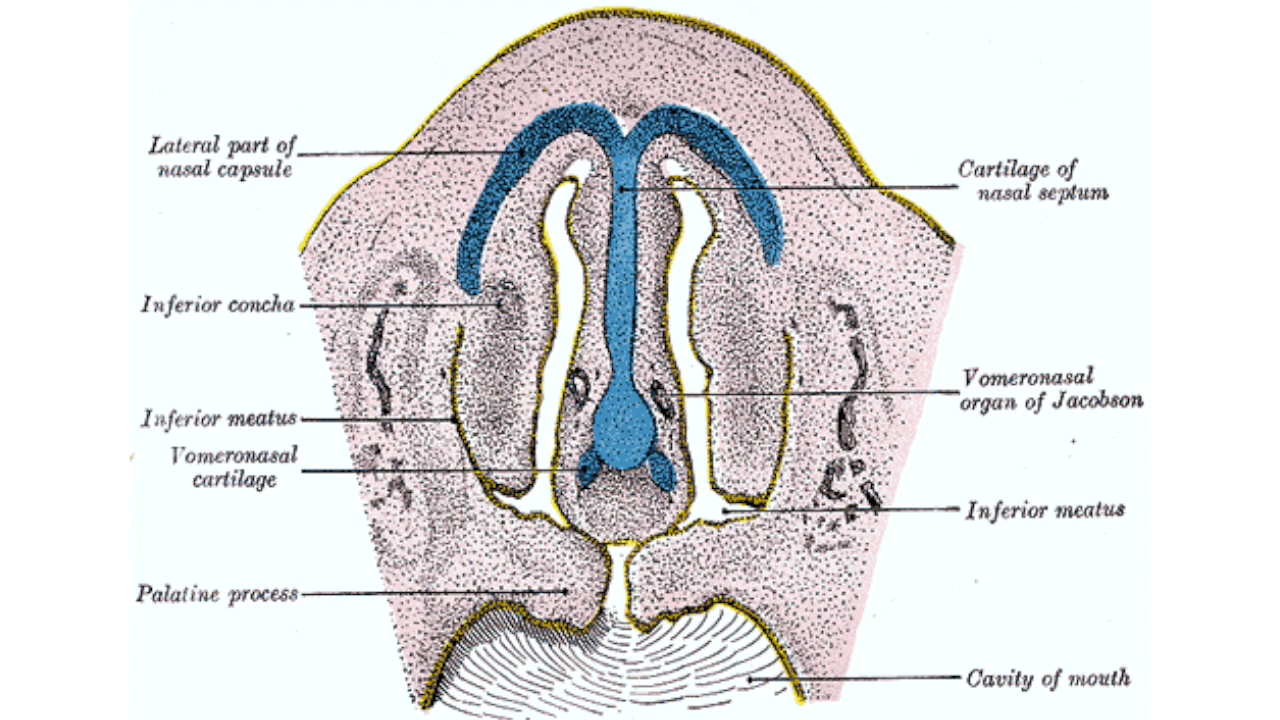 Lateral part of
nasal capsule
Inferior concha
Inferior meatus
Vomeronasal
cartilage
Palatine process
Cartilage of
nasal septum
Vomeronasal
organ of Jacobson
Inferior meatus
Cavity of mouth